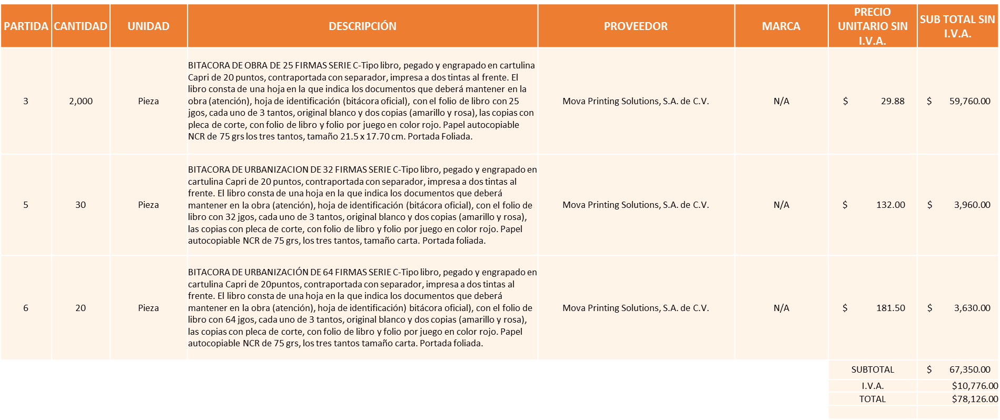 PARTIDA CANTIDAD UNIDAD DESCRIPCIÓN PROVEEDOR MARCA PRECIO UNITARIO SIN I.V.A. SUB TOTAL SIN I.V.A.
BITACORA DE OBRA DE 25 FIRMAS SERIE C-Tipo libro, pegado y engrapado en cartulina
Capri de 20 puntos, contraportada con separador, impresa a dos tintas al frente. El
libro consta de una hoja en la que indica los documentos que deberá mantener en la
3 2,000 Pieza obra (atención), hoja de identificación (bitácora oficial), con el folio de libro con 25 Mova Printing Solutions, S.A. de C.V. N/A $ 29.88 $ 59,760.00
jgos, cada uno de 3 tantos, original blanco y dos copias (amarillo y rosa), las copias con
pleca de corte, con folio de libro y folio por juego en color rojo. Papel autocopiable
NCR de 75 grs los tres tantos, tamaño 21.5 x 17.70 cm. Portada Foliada.
BITACORA DE URBANIZACION DE 32 FIRMAS SERIE C-Tipo libro, pegado y engrapado en
cartulina Capri de 20 puntos, contraportada con separador, impresa a dos tintas al
frente. El libro consta de una hoja en la que indica los documentos que deberá
5 30 Pieza mantener en la obra (atención), hoja de identificación (bitácora oficial), con el folio de Mova Printing Solutions, S.A. de C.V. N/A $ 132.00 $ 3,960.00
libro con 32 jgos, cada uno de 3 tantos, original blanco y dos copias (amarillo y rosa),
las copias con pleca de corte, con folio de libro y folio por juego en color rojo. Papel
autocopiable NCR de 75 grs, los tres tantos, tamaño carta. Portada foliada.
BITACORA DE URBANIZACIÓN DE 64 FIRMAS SERIE C-Tipo libro, pegado y engrapado en
cartulina Capri de 20puntos, contraportada con separador, impresa a dos tintas al
frente. El libro consta de una hoja en la que indica los documentos que deberá
6 20 Pieza mantener en la obra (atención), hoja de identificación) bitácora oficial), con el folio de Mova Printing Solutions, S.A. de C.V. N/A $ 181.50 $ 3,630.00
libro con 64 jgos, cada uno de 3 tantos, original blanco y dos copias (amarillo y rosa),
las copias con pleca de corte, con folio de libro y folio por juego en color rojo. Papel
autocopiable NCR de 75 grs, los tres tantos tamaño carta. Portada foliada.
SUBTOTAL $ 67,350.00
I.V.A. $10,776.00
TOTAL $78,126.00